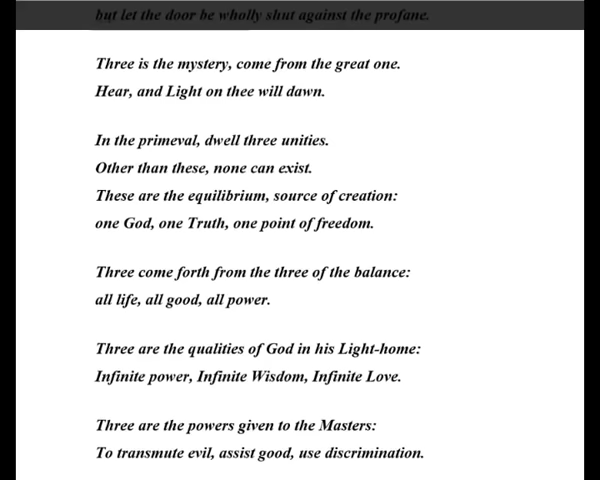 but let the door be wholly shut against the profane.
Three is the mystery, come from the great one.
Hear, and Light on thee will dawn.
In the primeval, dwell three unities.
Other than these, none can exist.
These are the equilibrium, source of creation:
one God, one Truth, one point of freedom.
Three come forth from the three of the balance:
all life, all good, all power.
Three are the qualities of God in his Light-home:
Infinite power, Infinite Wisdom, Infinite Love.
Three are the powers given to the Masters:
To transmute evil, assist good, use discrimination.